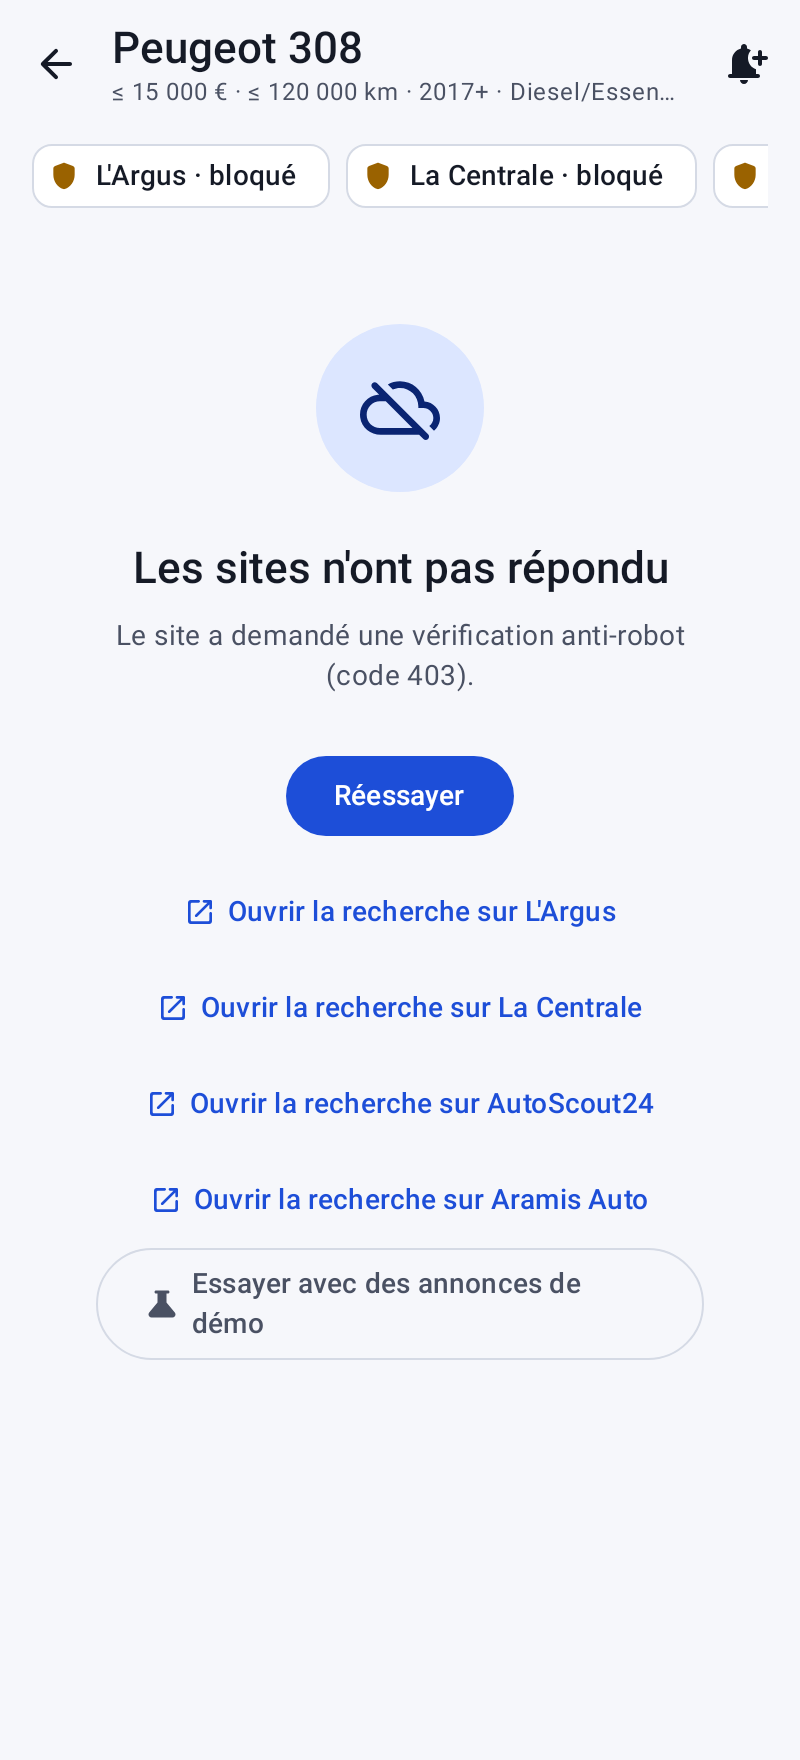 Peugeot 308
≤ 15 000 € · ≤ 120 000 km · 2017+ · Diesel/Essen…
L'Argus · bloqué
La Centrale · bloqué
Les sites n'ont pas répondu
Le site a demandé une vérification anti-robot
(code 403).
Réessayer
Ouvrir la recherche sur L'Argus
Ouvrir la recherche sur La Centrale
Ouvrir la recherche sur AutoScout24
Ouvrir la recherche sur Aramis Auto
Essayer avec des annonces de
démo